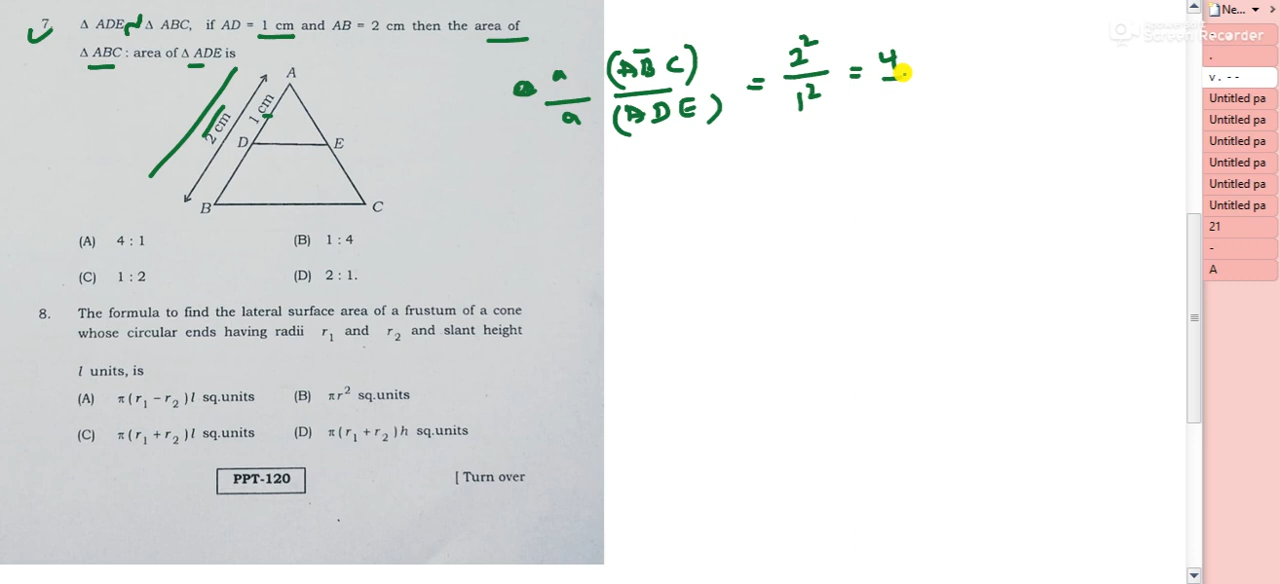 7. Δ ADE ~ Δ ABC, if AD = 1 cm and AB = 2 cm then the area of
Δ ABC : area of Δ ADE is
A
2 cm
1 cm
D
E
B
C
(A) 4 : 1
(B) 1 : 4
(C) 1 : 2
(D) 2 : 1.
8. The formula to find the lateral surface area of a frustum of a cone
whose circular ends having radii r₁ and r₂ and slant height
l units, is
(A) π ( r₁ – r₂ ) l sq.units
(B) πr² sq.units
(C) π ( r₁ + r₂ ) l sq.units
(D) π ( r₁ + r₂ ) h sq.units
PPT-120
[ Turn over
a (ABC)
a (ADE)
= 2²/1² = 4
Screen Recorder
Ne...
.
v. --
Untitled pa
Untitled pa
Untitled pa
Untitled pa
Untitled pa
Untitled pa
21
-
A